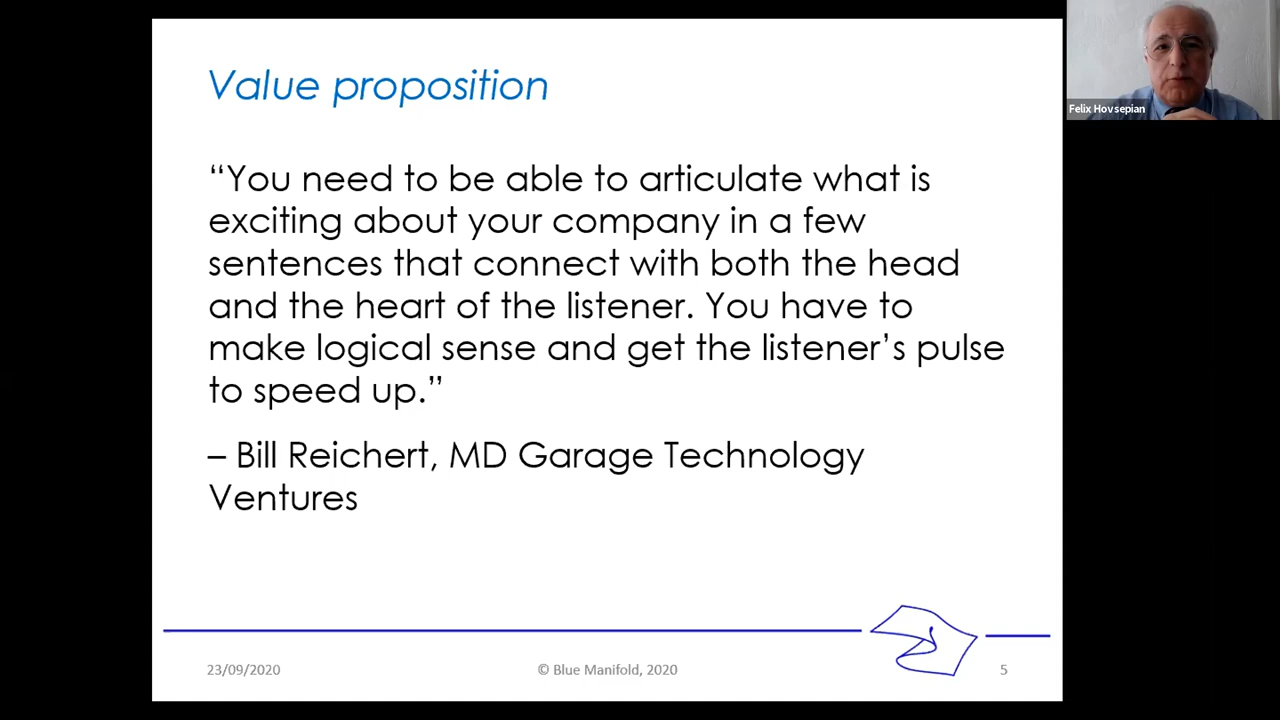 Value proposition
Felix Hovsepian
“You need to be able to articulate what is
exciting about your company in a few
sentences that connect with both the head
and the heart of the listener. You have to
make logical sense and get the listener’s pulse
to speed up.”
– Bill Reichert, MD Garage Technology
Ventures
23/09/2020
© Blue Manifold, 2020
5